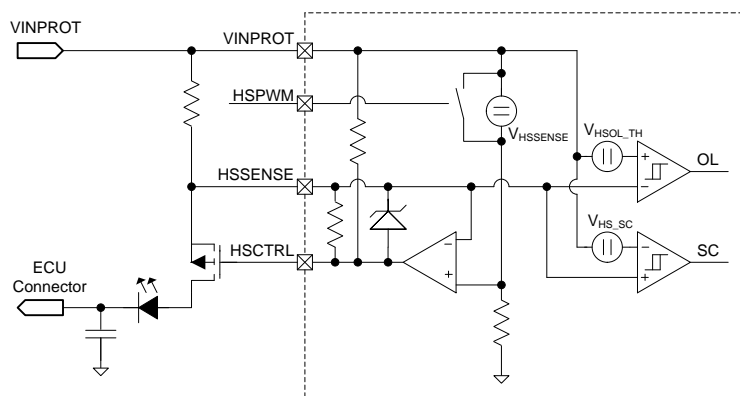 VINPROT
VINPROT
HSPWM
VHSSENSE
VHSOL_TH
OL
HSSENSE
VHS_SC
SC
HSCTRL
ECU
Connector